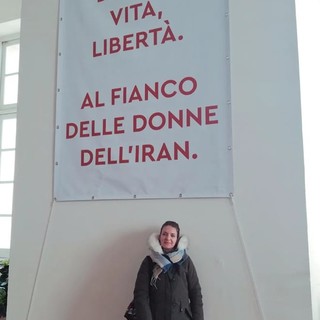 VITA,
LIBERTÀ.
AL FIANCO
DELLE DONNE
DELL'IRAN.